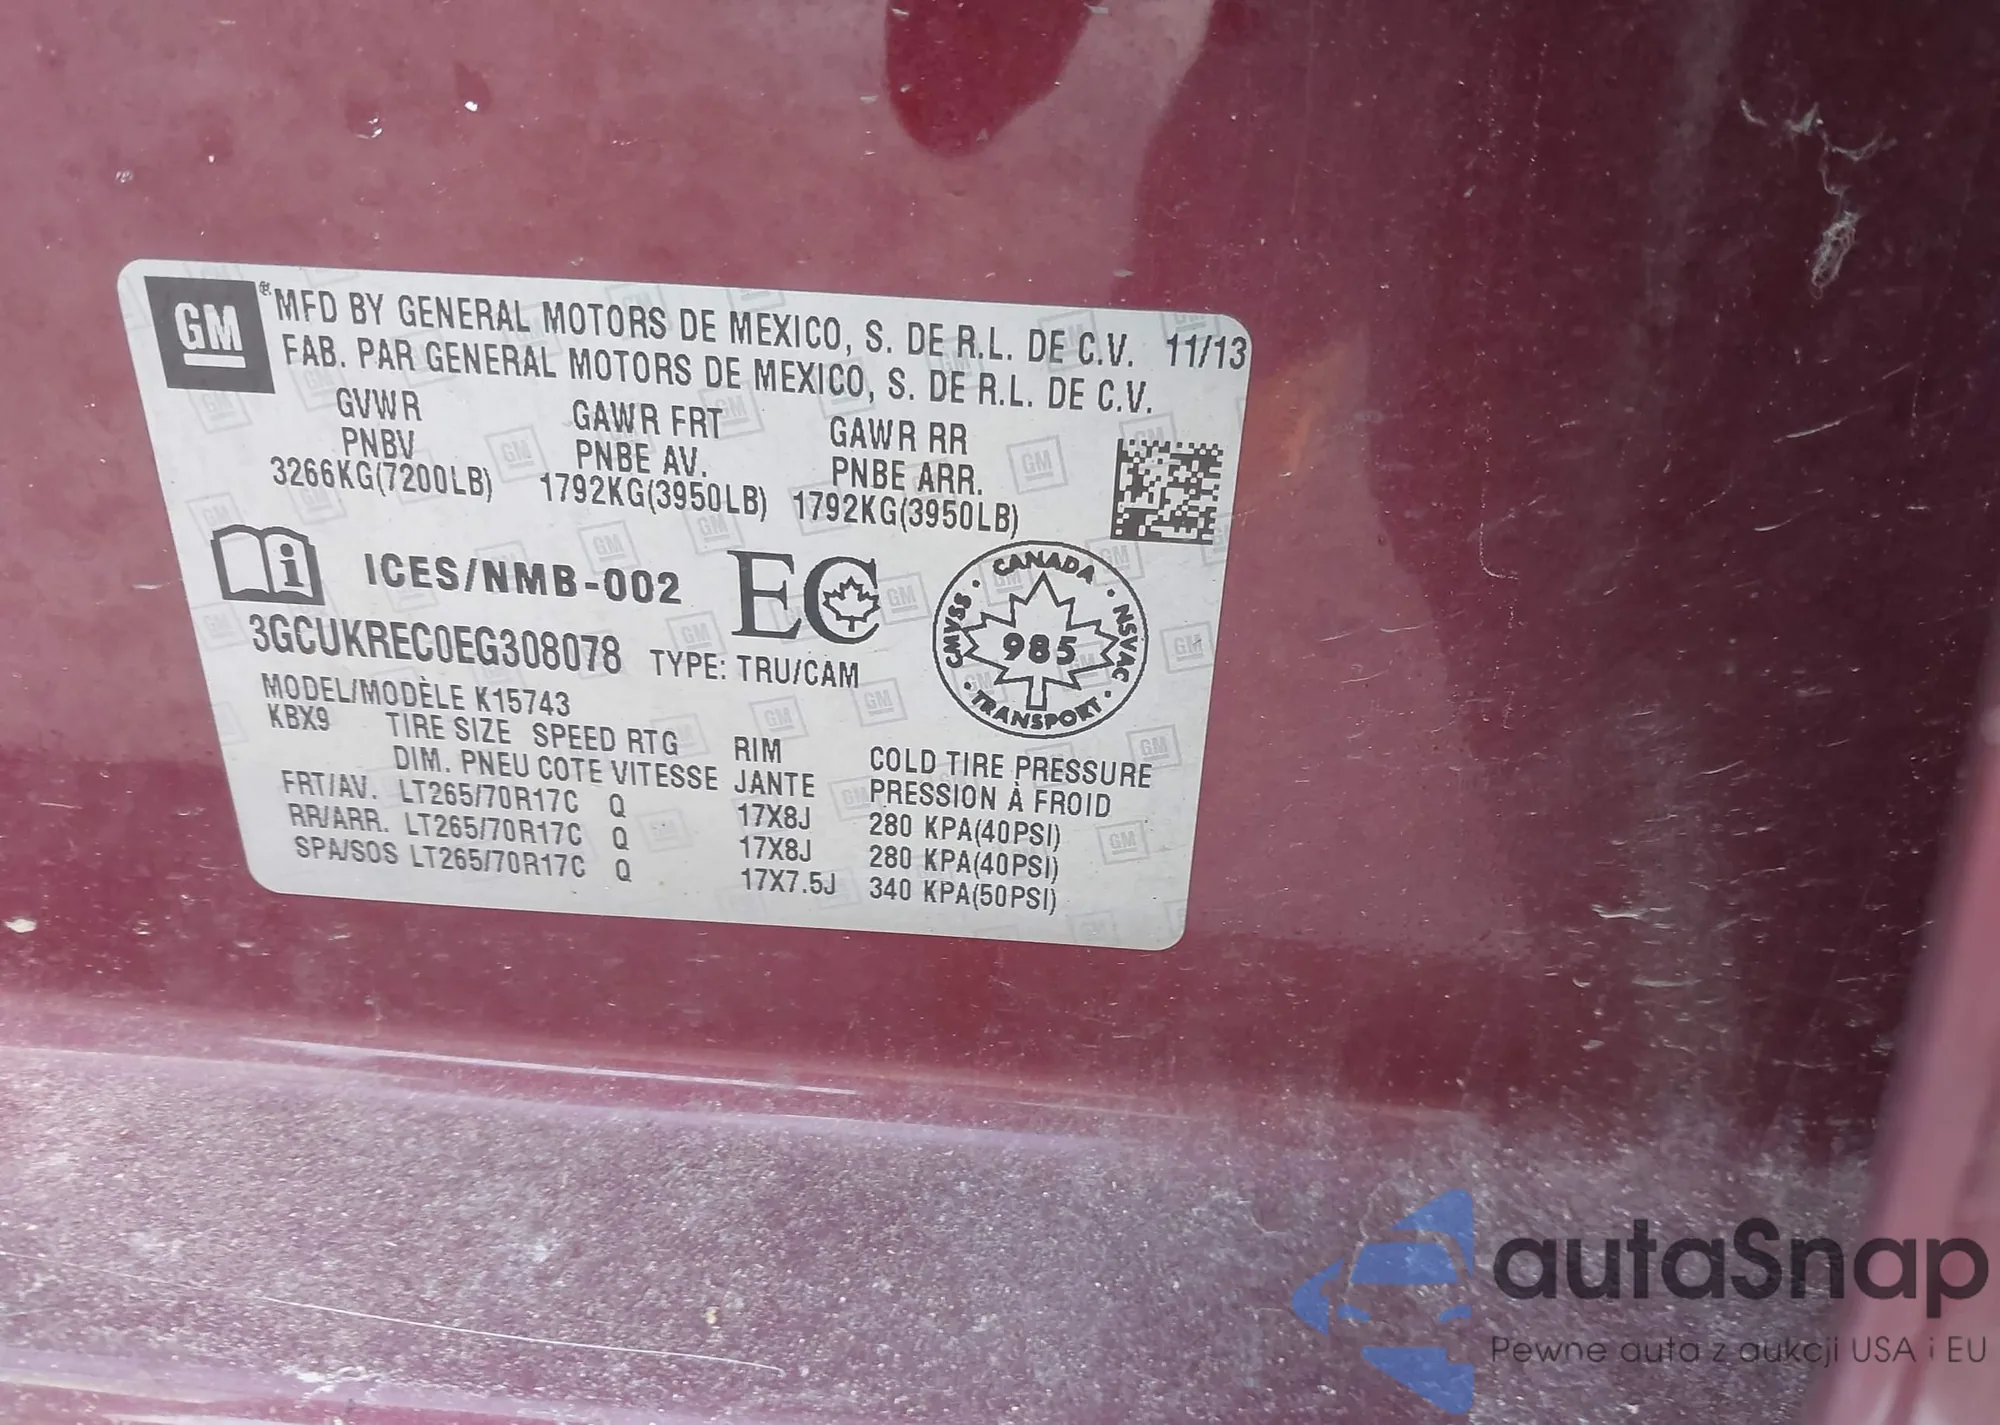 GM
® MFD BY GENERAL MOTORS DE MEXICO, S. DE R.L. DE C.V. 11/13
FAB. PAR GENERAL MOTORS DE MEXICO, S. DE R.L. DE C.V.
GVWR GAWR FRT GAWR RR
PNBV PNBE AV. PNBE ARR.
3266KG(7200LB) 1792KG(3950LB) 1792KG(3950LB)
i ICES/NMB-002 EC
CANADA
CMVSS 985 NSVAC
TRANSPORT
3GCUKREC0EG308078 TYPE: TRU/CAM
MODEL/MODÈLE K15743
KBX9 TIRE SIZE SPEED RTG RIM COLD TIRE PRESSURE
DIM. PNEU COTE VITESSE JANTE PRESSION À FROID
FRT/AV. LT265/70R17C Q 17X8J 280 KPA(40PSI)
RR/ARR. LT265/70R17C Q 17X8J 280 KPA(40PSI)
SPA/SOS LT265/70R17C Q 17X7.5J 340 KPA(50PSI)
autaSnap
Pewne auta z aukcji USA i EU